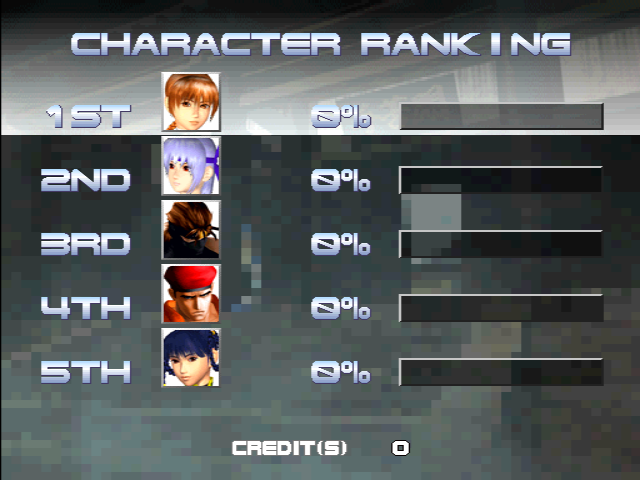 CHARACTER RANKING
1ST 0%
2ND 0%
3RD 0%
4TH 0%
5TH 0%
CREDIT(S) 0